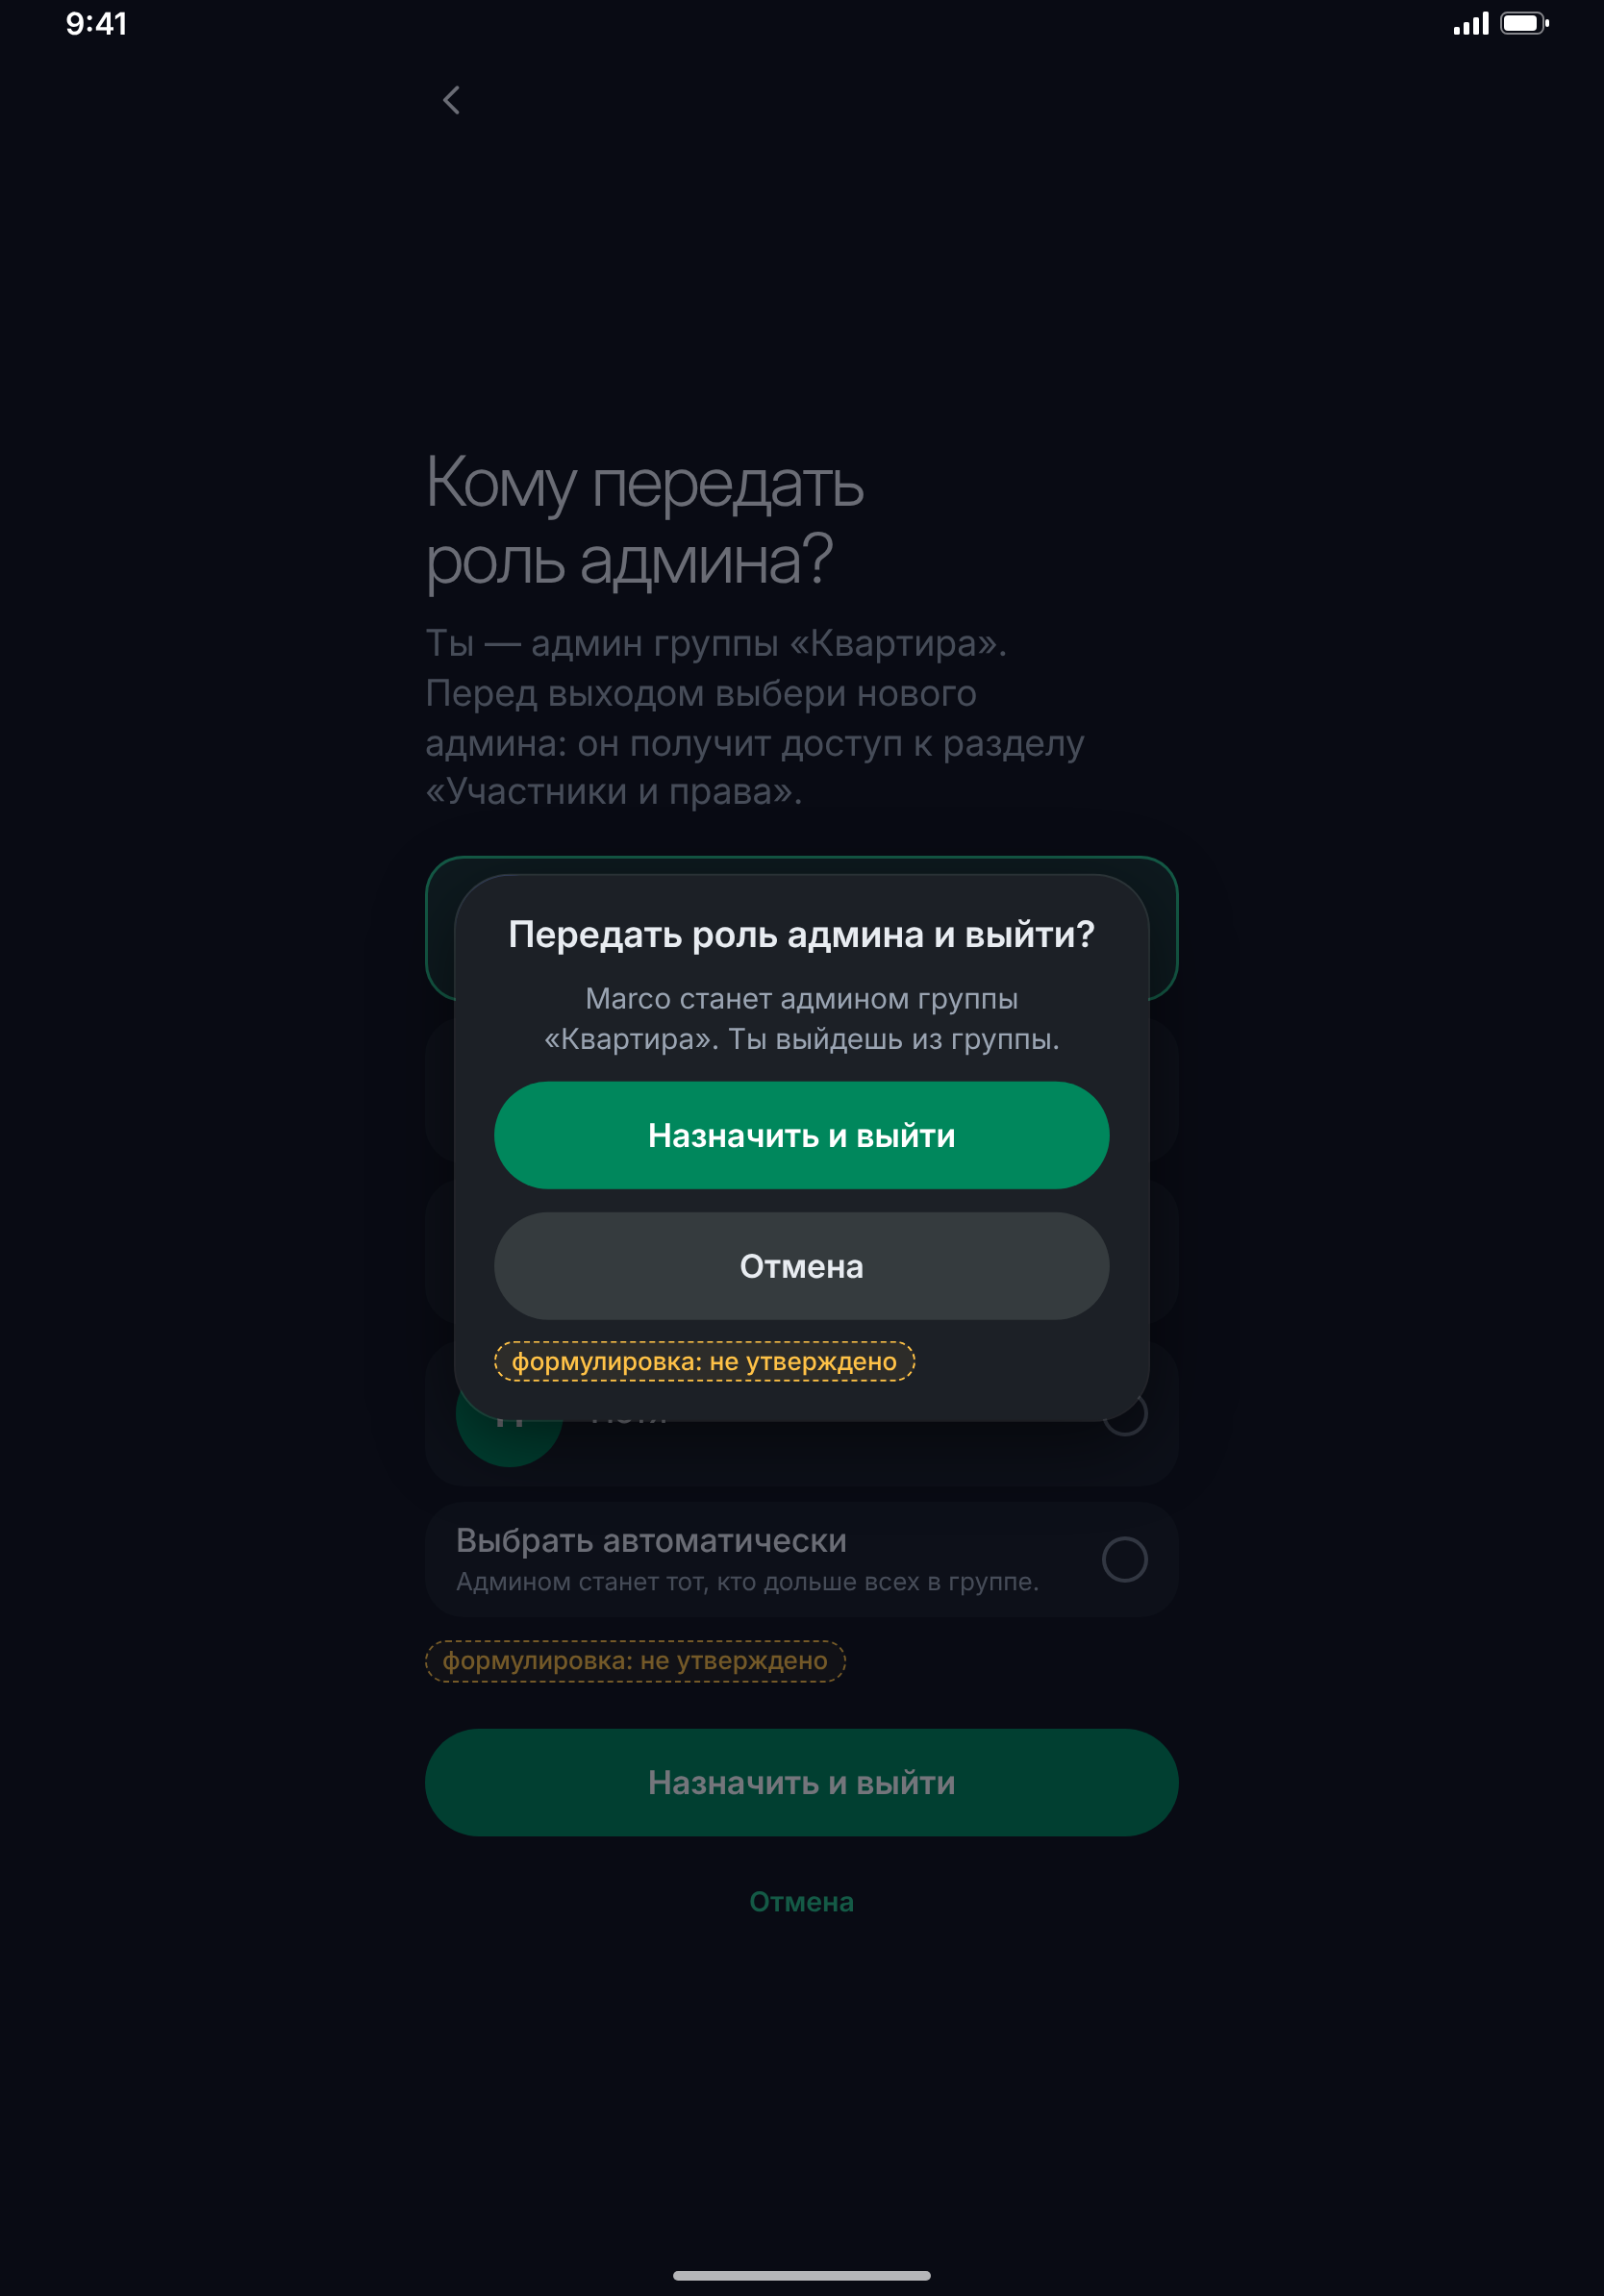 9:41
Кому передать
роль админа?
Ты — админ группы «Квартира».
Перед выходом выбери нового
админа: он получит доступ к разделу
«Участники и права».
Передать роль админа и выйти?
Marco станет админом группы
«Квартира». Ты выйдешь из группы.
Назначить и выйти
Отмена
формулировка: не утверждено
Выбрать автоматически
Админом станет тот, кто дольше всех в группе.
формулировка: не утверждено
Назначить и выйти
Отмена